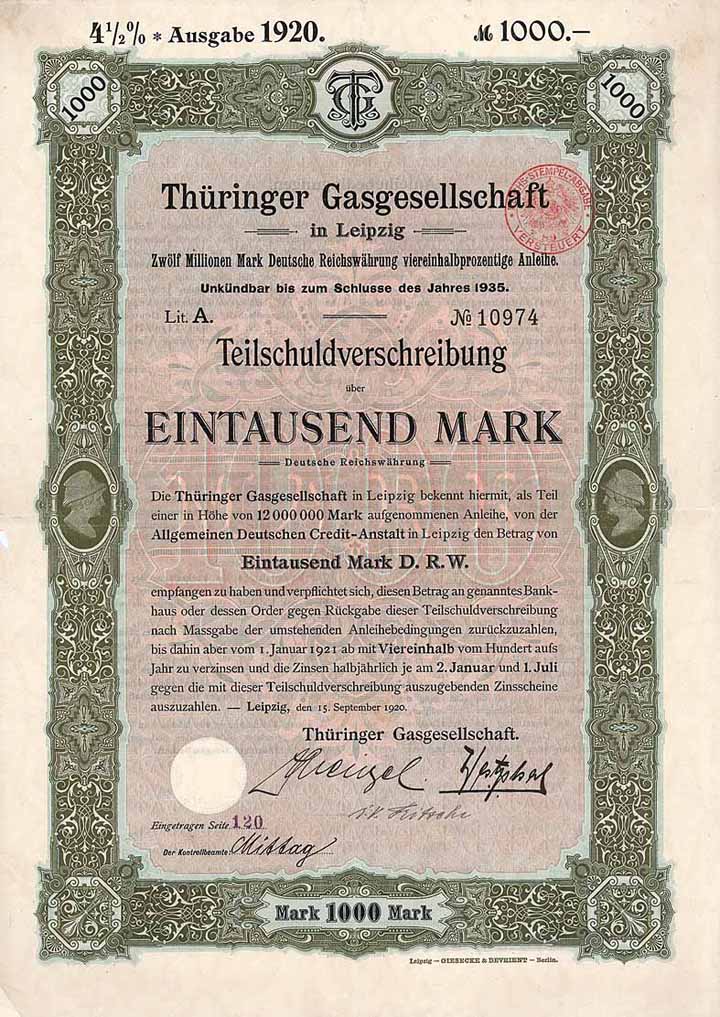 4½% * Ausgabe 1920. ℳ 1000.–
1000 TG 1000
Thüringer Gasgesellschaft
in Leipzig
STEMPEL-ABGABE
VERSTEUERT
Zwölf Millionen Mark Deutsche Reichswährung viereinhalbprozentige Anleihe.
Unkündbar bis zum Schlusse des Jahres 1935.
Lit. A. № 10974
Teilschuldverschreibung
über
EINTAUSEND MARK
Deutsche Reichswährung
Die Thüringer Gasgesellschaft in Leipzig bekennt hiermit, als Teil
einer in Höhe von 12 000 000 Mark aufgenommenen Anleihe, von der
Allgemeinen Deutschen Credit-Anstalt in Leipzig den Betrag von
Eintausend Mark D. R. W.
empfangen zu haben und verpflichtet sich, diesen Betrag an genanntes Bank-
haus oder dessen Order gegen Rückgabe dieser Teilschuldverschreibung
nach Massgabe der umstehenden Anleihebedingungen zurückzuzahlen,
bis dahin aber vom 1. Januar 1921 ab mit Viereinhalb vom Hundert aufs
Jahr zu verzinsen und die Zinsen halbjährlich je am 2. Januar und 1. Juli
gegen die mit dieser Teilschuldverschreibung auszugebenden Zinsscheine
auszuzahlen. — Leipzig, den 15. September 1920.
Thüringer Gasgesellschaft.
Westphal
Eingetragen Seite 120
Der Kontrollbeamte: Mittag
Mark 1000 Mark
Leipzig — GIESECKE & DEVRIENT — Berlin.